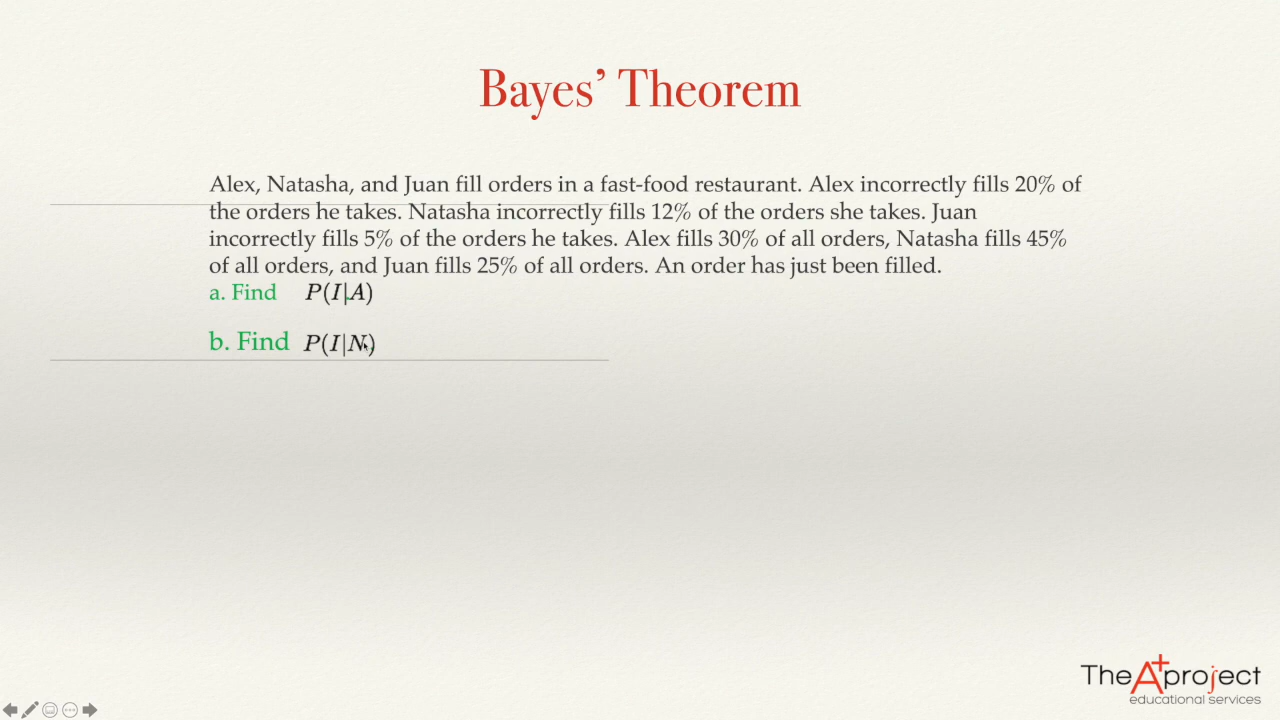 Bayes’ Theorem
Alex, Natasha, and Juan fill orders in a fast-food restaurant. Alex incorrectly fills 20% of
the orders he takes. Natasha incorrectly fills 12% of the orders she takes. Juan
incorrectly fills 5% of the orders he takes. Alex fills 30% of all orders, Natasha fills 45%
of all orders, and Juan fills 25% of all orders. An order has just been filled.
a. Find P(I|A)
b. Find P(I|N)
The A+ project
educational services